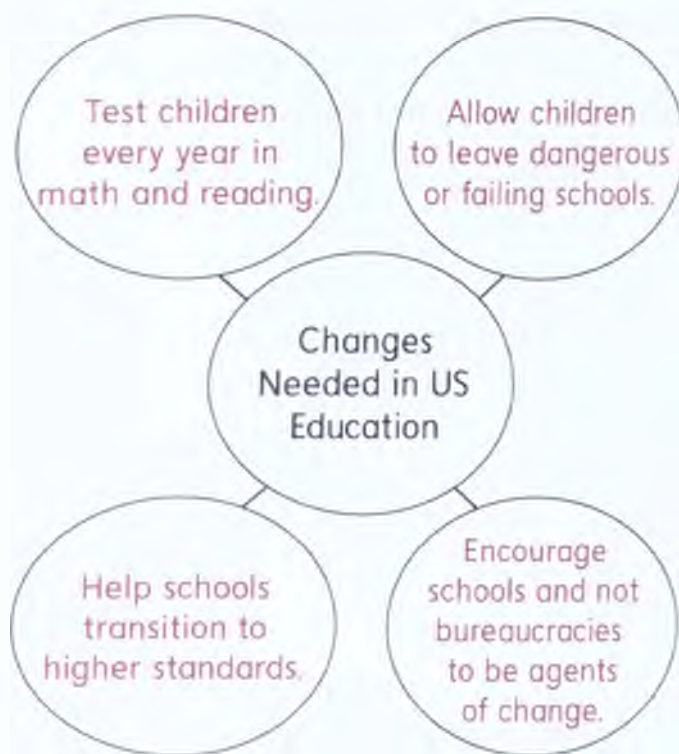 Test children
every year in
math and reading.
Allow children
to leave dangerous
or failing schools.
Changes
Needed in US
Education
Help schools
transition to
higher standards.
Encourage
schools and not
bureaucracies
to be agents
of change.